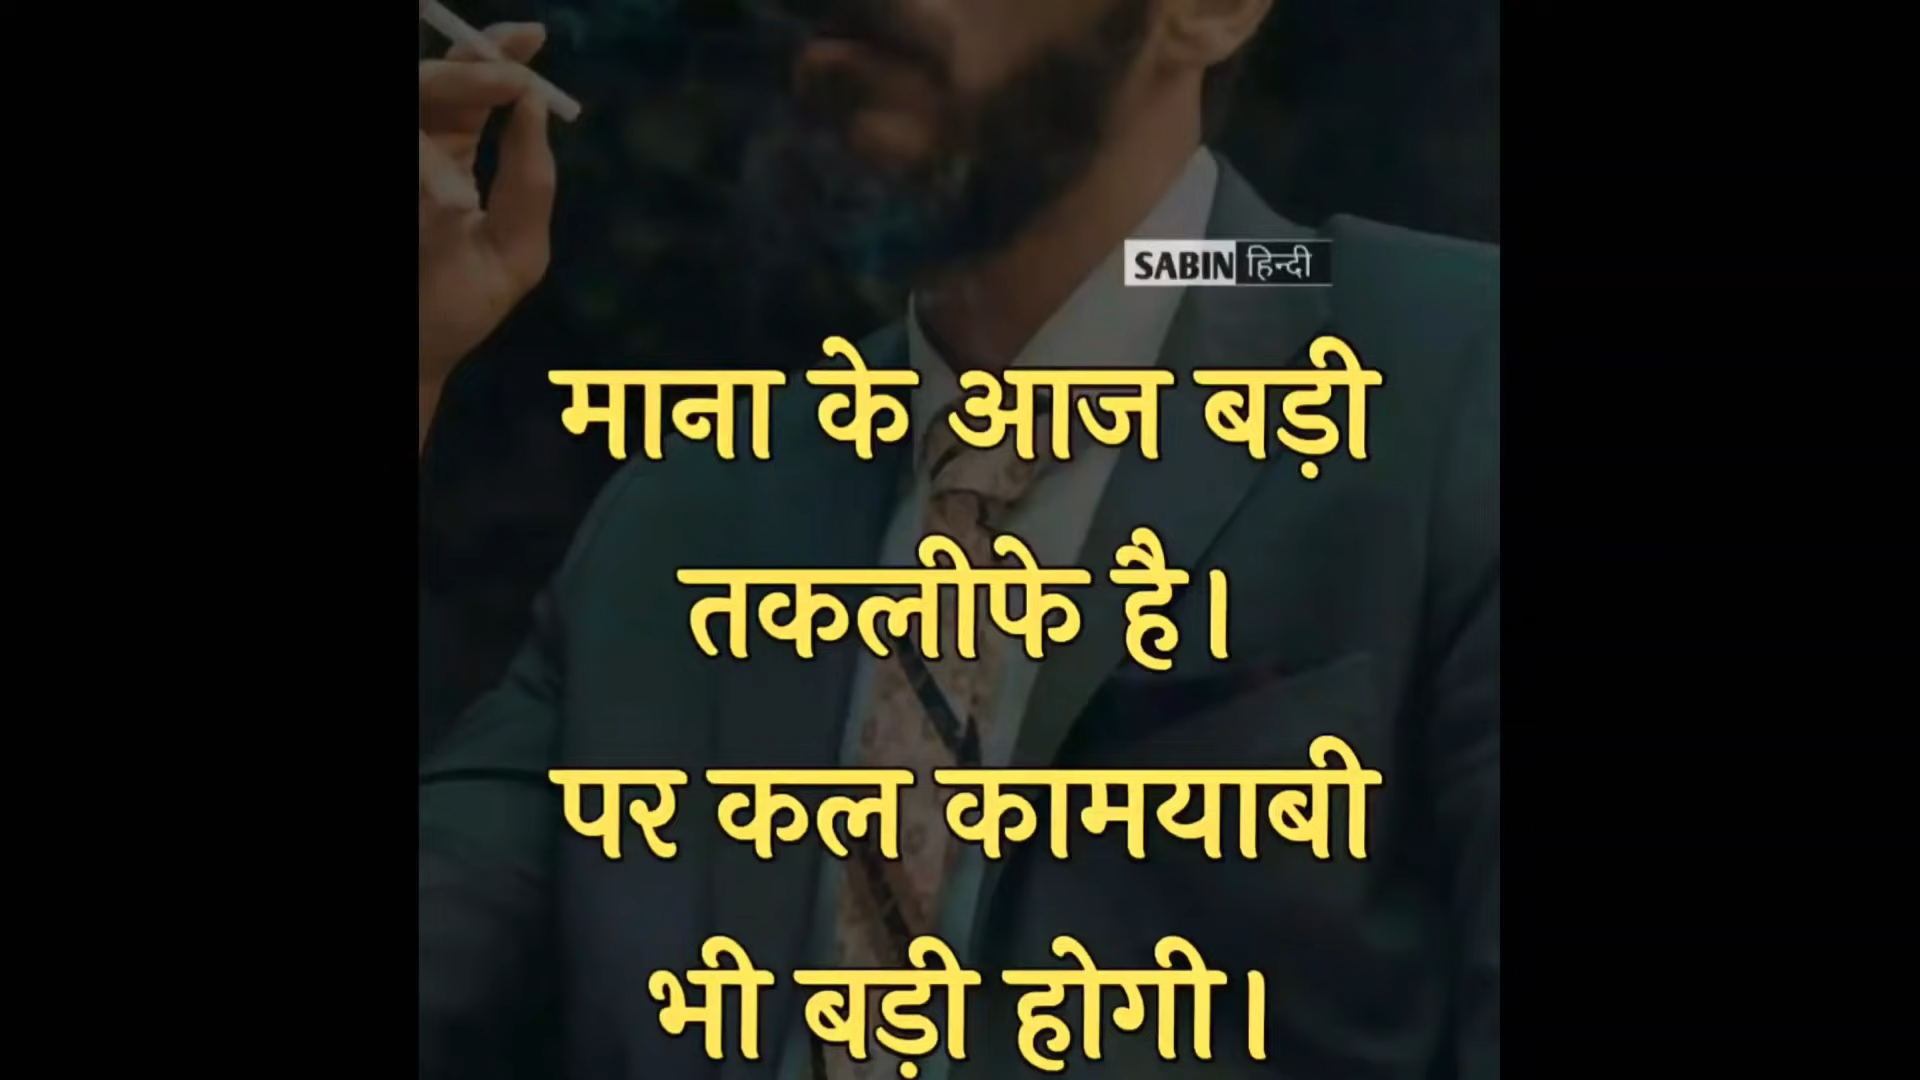 SABIN हिन्दी
माना के आज बड़ी
तकलीफे है।
पर कल कामयाबी
भी बड़ी होगी।